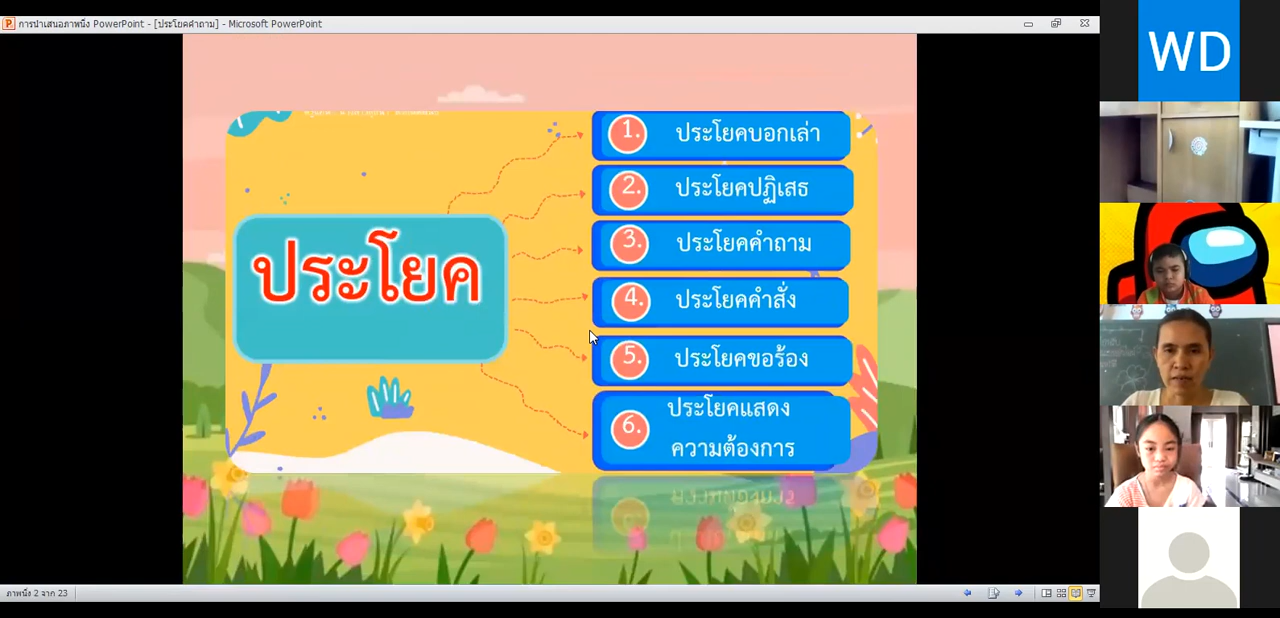 การนำเสนอภาพนิ่ง PowerPoint - [ประโยคคำถาม] - Microsoft PowerPoint
WD
ประโยค
1. ประโยคบอกเล่า
2. ประโยคปฏิเสธ
3. ประโยคคำถาม
4. ประโยคคำสั่ง
5. ประโยคขอร้อง
6. ประโยคแสดง
ความต้องการ
ภาพนิ่ง 2 จาก 23